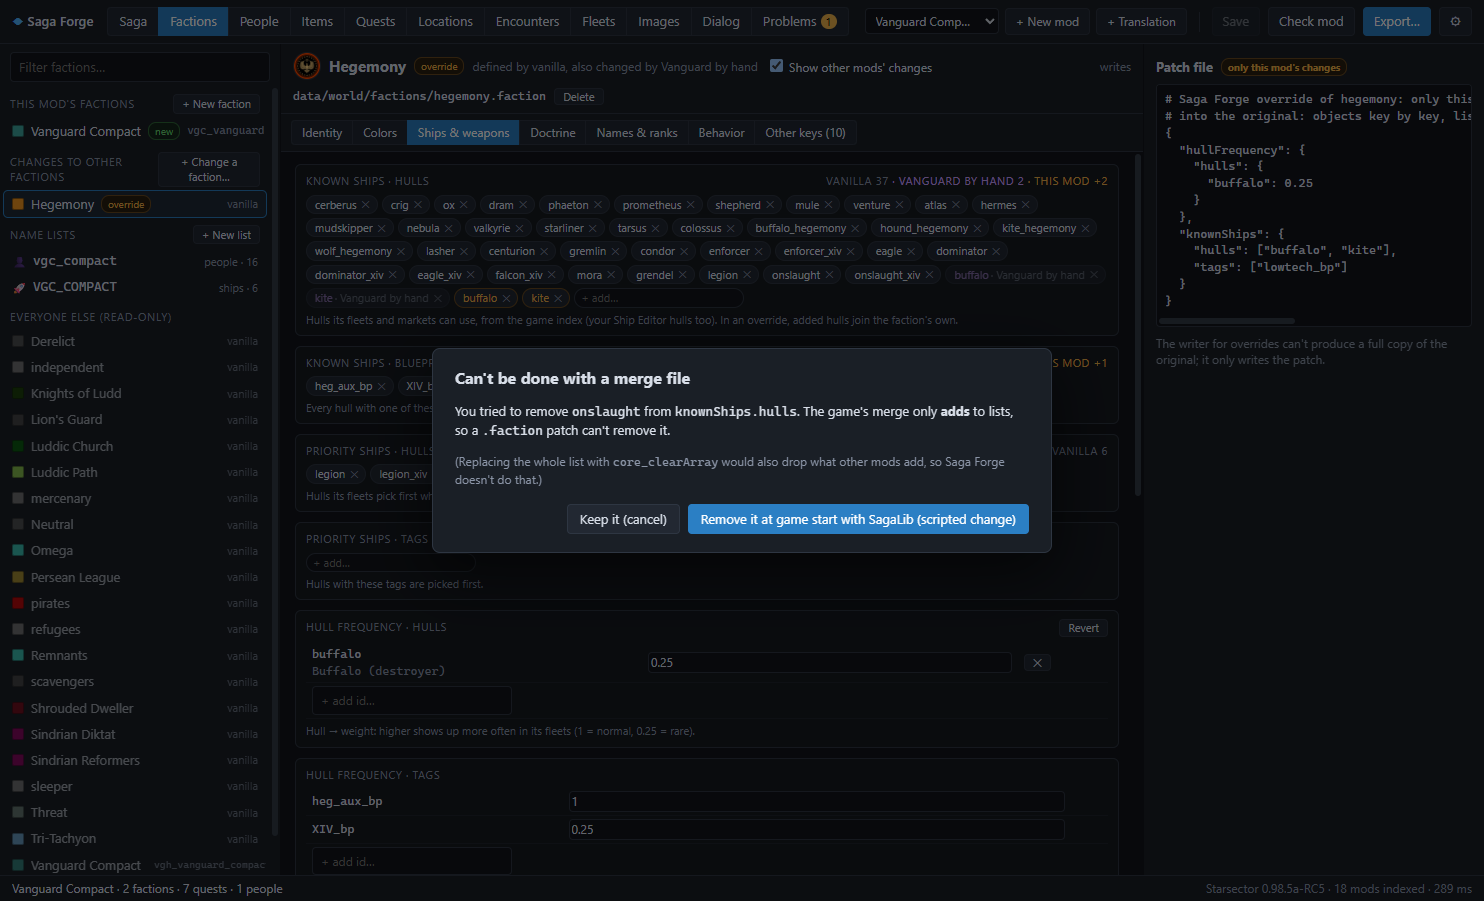 Saga Forge
Saga Factions People Items Quests Locations Encounters Fleets Images Dialog Problems 1
Vanguard Comp... + New mod + Translation Save Check mod Export...
Filter factions...
THIS MOD'S FACTIONS + New faction
Vanguard Compact new vgc_vanguard
CHANGES TO OTHER FACTIONS + Change a faction...
Hegemony override vanilla
NAME LISTS + New list
vgc_compact people · 16
VGC_COMPACT ships · 6
EVERYONE ELSE (READ-ONLY)
Derelict vanilla
independent vanilla
Knights of Ludd vanilla
Lion's Guard vanilla
Luddic Church vanilla
Luddic Path vanilla
mercenary vanilla
Neutral vanilla
Omega vanilla
Persean League vanilla
pirates vanilla
refugees vanilla
Remnants vanilla
scavengers vanilla
Shrouded Dweller vanilla
Sindrian Diktat vanilla
Sindrian Reformers vanilla
sleeper vanilla
Threat vanilla
Tri-Tachyon vanilla
Vanguard Compact vgh_vanguard_compac
Hegemony override defined by vanilla, also changed by Vanguard by hand Show other mods' changes writes
data/world/factions/hegemony.faction Delete
Identity Colors Ships & weapons Doctrine Names & ranks Behavior Other keys (10)
KNOWN SHIPS · HULLS VANILLA 37 · VANGUARD BY HAND 2 · THIS MOD +2
cerberus × crig × ox × dram × phaeton × prometheus × shepherd × mule × venture × atlas × hermes ×
mudskipper × nebula × valkyrie × starliner × tarsus × colossus × buffalo_hegemony × hound_hegemony × kite_hegemony ×
wolf_hegemony × lasher × centurion × gremlin × condor × enforcer × enforcer_xiv × eagle × dominator ×
dominator_xiv × eagle_xiv × falcon_xiv × mora × grendel × legion × onslaught × onslaught_xiv × buffalo · Vanguard by hand ×
kite · Vanguard by hand × buffalo × kite × + add...
Hulls its fleets and markets can use, from the game index (your Ship Editor hulls too). In an override, added hulls join the faction's own.
KNOWN SHIPS · BLUEPR S MOD +1
heg_aux_bp × XIV_b
Every hull with one of thes
PRIORITY SHIPS · HULLS VANILLA 6
legion × legion_xiv
Hulls its fleets pick first wh
PRIORITY SHIPS · TAGS
+ add...
Hulls with these tags are picked first.
HULL FREQUENCY · HULLS Revert
buffalo
Buffalo (destroyer) 0.25 ×
+ add id...
Hull → weight: higher shows up more often in its fleets (1 = normal, 0.25 = rare).
HULL FREQUENCY · TAGS
heg_aux_bp 1
XIV_bp 0.25
+ add id...
Can't be done with a merge file
You tried to remove onslaught from knownShips.hulls. The game's merge only adds to lists,
so a .faction patch can't remove it.
(Replacing the whole list with core_clearArray would also drop what other mods add, so Saga Forge
doesn't do that.)
Keep it (cancel) Remove it at game start with SagaLib (scripted change)
Patch file only this mod's changes
# Saga Forge override of hegemony: only this
# into the original: objects key by key, lis
{
"hullFrequency": {
"hulls": {
"buffalo": 0.25
}
},
"knownShips": {
"hulls": ["buffalo", "kite"],
"tags": ["lowtech_bp"]
}
}
The writer for overrides can't produce a full copy of the
original; it only writes the patch.
Vanguard Compact · 2 factions · 7 quests · 1 people
Starsector 0.98.5a-RC5 · 18 mods indexed · 289 ms